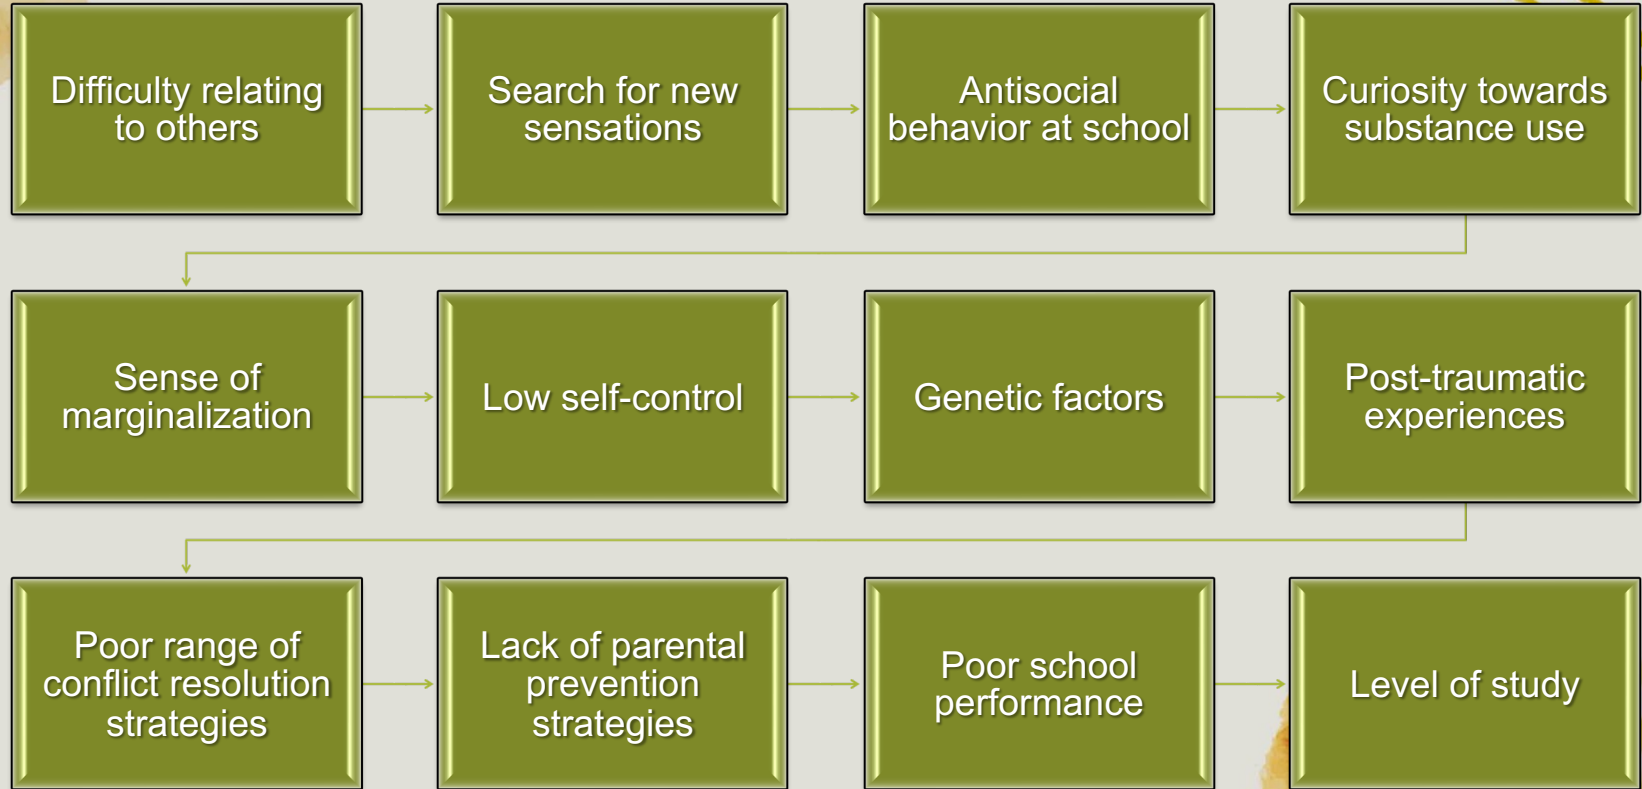 Difficulty relating
to others
Search for new
sensations
Antisocial
behavior at school
Curiosity towards
substance use
Sense of
marginalization
Low self-control
Genetic factors
Post-traumatic
experiences
Poor range of
conflict resolution
strategies
Lack of parental
prevention
strategies
Poor school
performance
Level of study